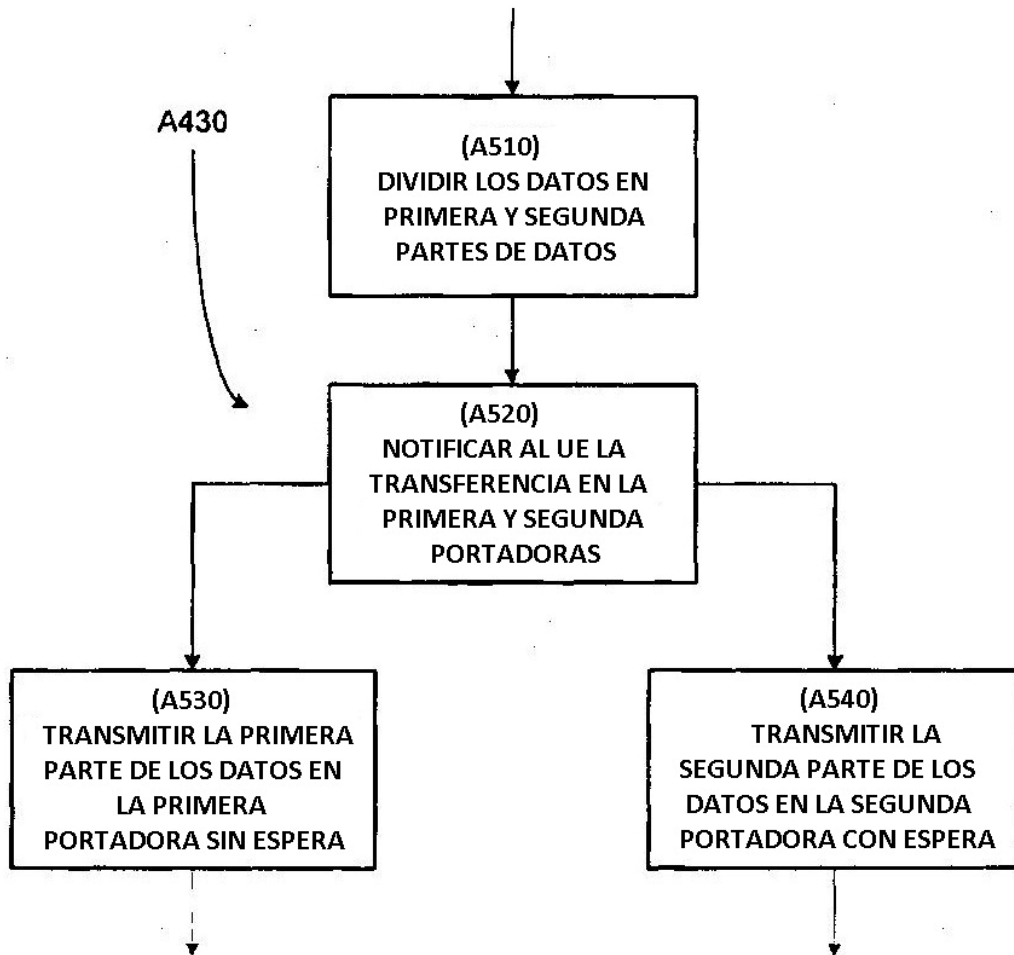 A430
(A510)
DIVIDIR LOS DATOS EN
PRIMERA Y SEGUNDA
PARTES DE DATOS
(A520)
NOTIFICAR AL UE LA
TRANSFERENCIA EN LA
PRIMERA Y SEGUNDA
PORTADORAS
(A530)
TRANSMITIR LA PRIMERA
PARTE DE LOS DATOS EN
LA PRIMERA
PORTADORA SIN ESPERA
(A540)
TRANSMITIR LA
SEGUNDA PARTE DE LOS
DATOS EN LA SEGUNDA
PORTADORA CON ESPERA